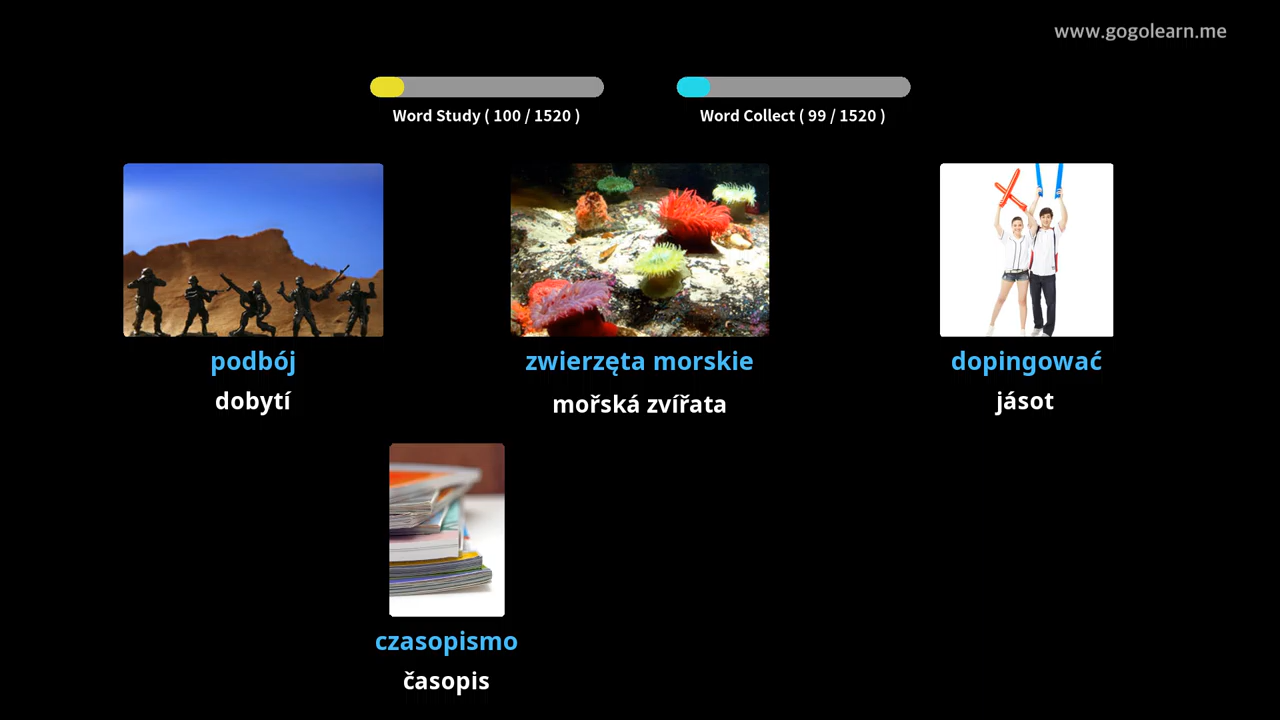 www.gogolearn.me
Word Study ( 100 / 1520 )
Word Collect ( 99 / 1520 )
podbój
dobytí
zwierzęta morskie
mořská zvířata
dopingować
jásot
czasopismo
časopis